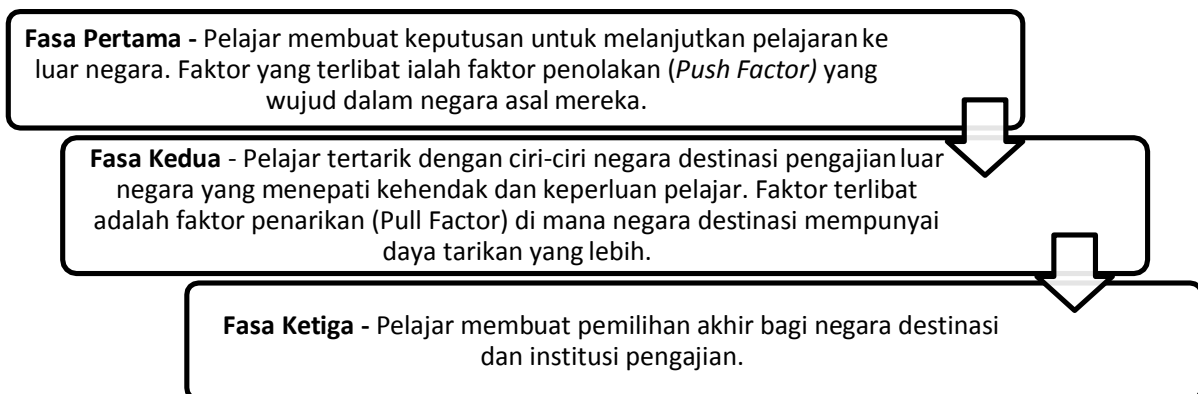 Fasa Pertama - Pelajar membuat keputusan untuk melanjutkan pelajaran ke
luar negara. Faktor yang terlibat ialah faktor penolakan (Push Factor) yang
wujud dalam negara asal mereka.
Fasa Kedua - Pelajar tertarik dengan ciri-ciri negara destinasi pengajian luar
negara yang menepati kehendak dan keperluan pelajar. Faktor terlibat
adalah faktor penarikan (Pull Factor) di mana negara destinasi mempunyai
daya tarikan yang lebih.
Fasa Ketiga - Pelajar membuat pemilihan akhir bagi negara destinasi
dan institusi pengajian.